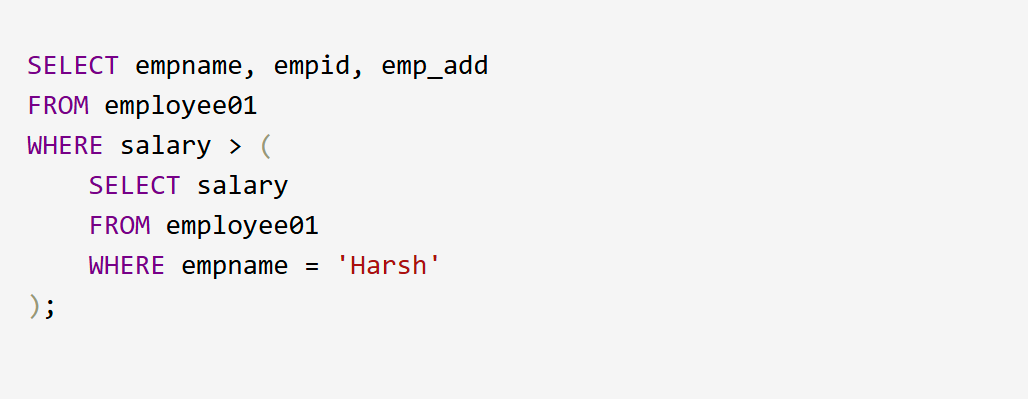 SELECT empname, empid, emp_add
FROM employee01
WHERE salary > (
    SELECT salary
    FROM employee01
    WHERE empname = 'Harsh'
);